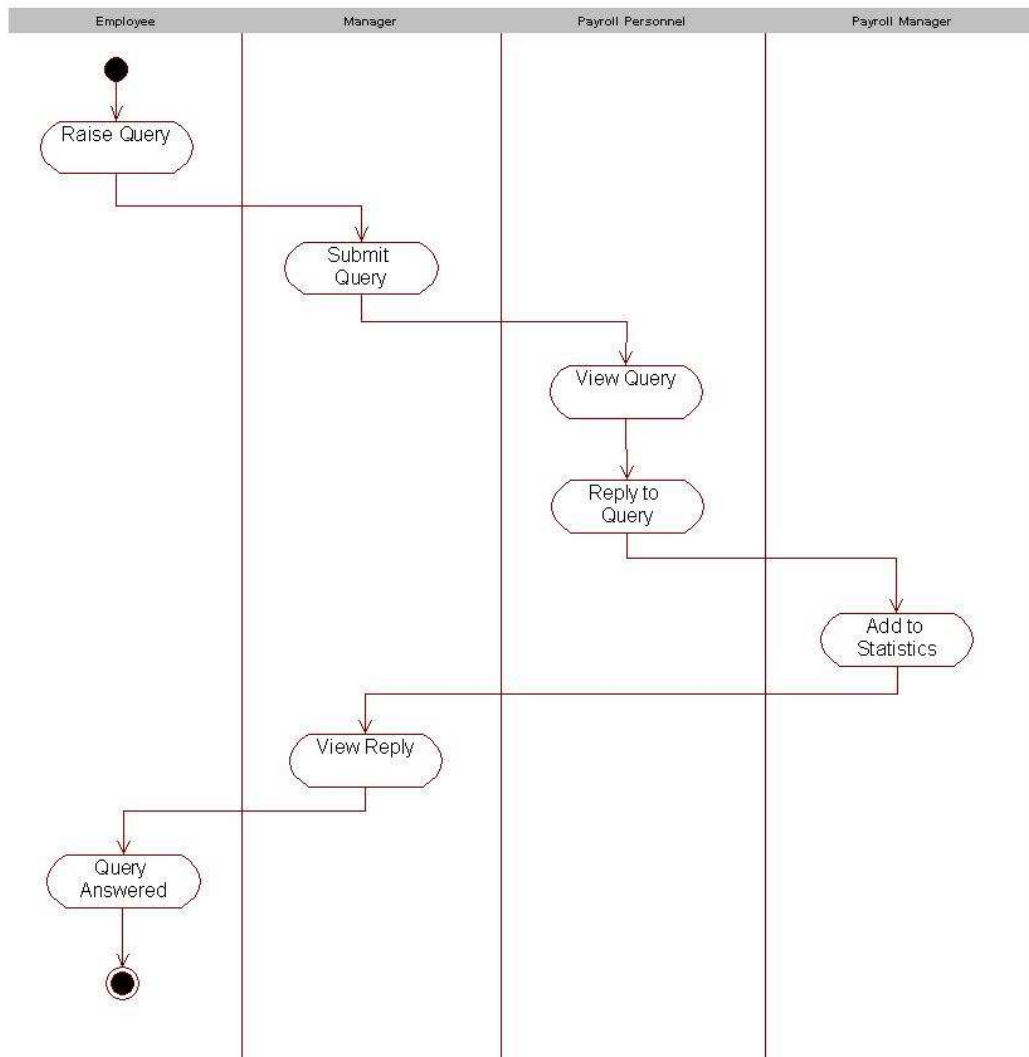 Employee
Manager
Payroll Personnel
Payroll Manager
Raise Query
Submit
Query
View Query
Reply to
Query
Add to
Statistics
View Reply
Query
Answered